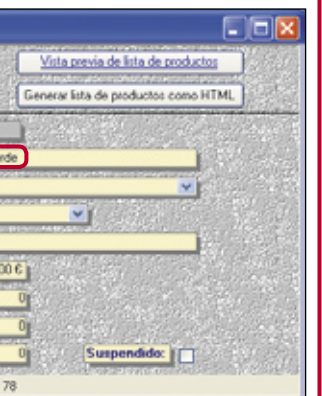 Vista previa de lista de productos
Generar lista de productos como HTML
rde
00 €
0
0
0
Suspendido:
78